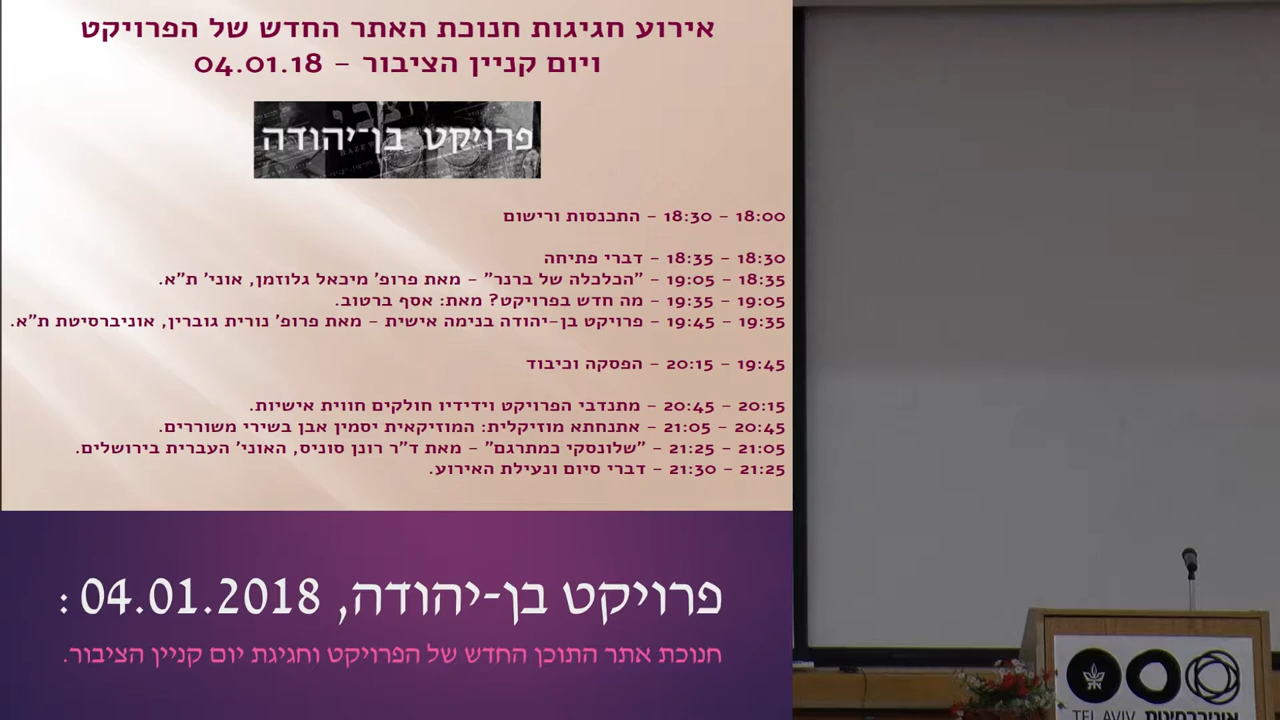 אירוע חגיגות חנוכת האתר החדש של הפרויקט
ויום קניין הציבור – 04.01.18
פרויקט בן־יהודה
18:00 – 18:30 – התכנסות ורישום
18:30 – 18:35 – דברי פתיחה
18:35 – 19:05 – "הכלכלה של ברנר" – מאת פרופ' מיכאל גלוזמן, אוני' ת"א.
19:05 – 19:35 – מה חדש בפרויקט? מאת: אסף ברטוב.
19:35 – 19:45 – פרויקט בן-יהודה בנימה אישית – מאת פרופ' נורית גוברין, אוניברסיטת ת"א.
19:45 – 20:15 – הפסקה וכיבוד
20:15 – 20:45 – מתנדבי הפרויקט וידידיו חולקים חווית אישיות.
20:45 – 21:05 – אתנחתא מוזיקלית: המוזיקאית יסמין אבן בשירי משוררים.
21:05 – 21:25 – "שלונסקי כמתרגם" – מאת ד"ר רונן סוניס, האוני' העברית בירושלים.
21:25 – 21:30 – דברי סיום ונעילת האירוע.
פרויקט בן-יהודה, 04.01.2018 :
חנוכת אתר התוכן החדש של הפרויקט וחגיגת יום קניין הציבור.
TEL AVIV אוניברסיטת